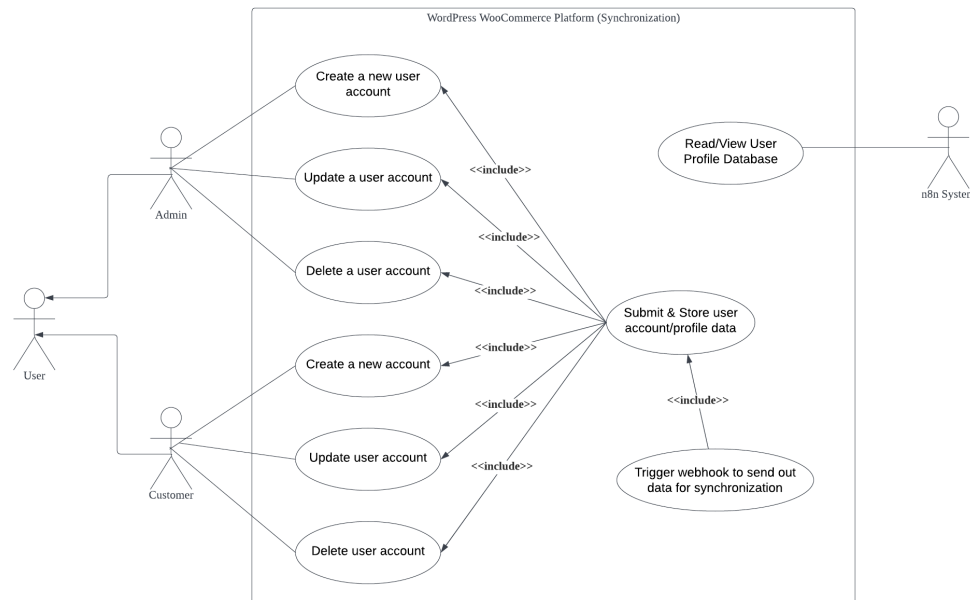 WordPress WooCommerce Platform (Synchronization)
Create a new user
account
Read/View User
Profile Database
<<include>>
Update a user account
n8n System
Admin
<<include>>
Delete a user account
<<include>>
Submit & Store user
account/profile data
<<include>>
Create a new account
User
<<include>>
<<include>>
Update user account
<<include>>
Trigger webhook to send out
data for synchronization
Customer
Delete user account